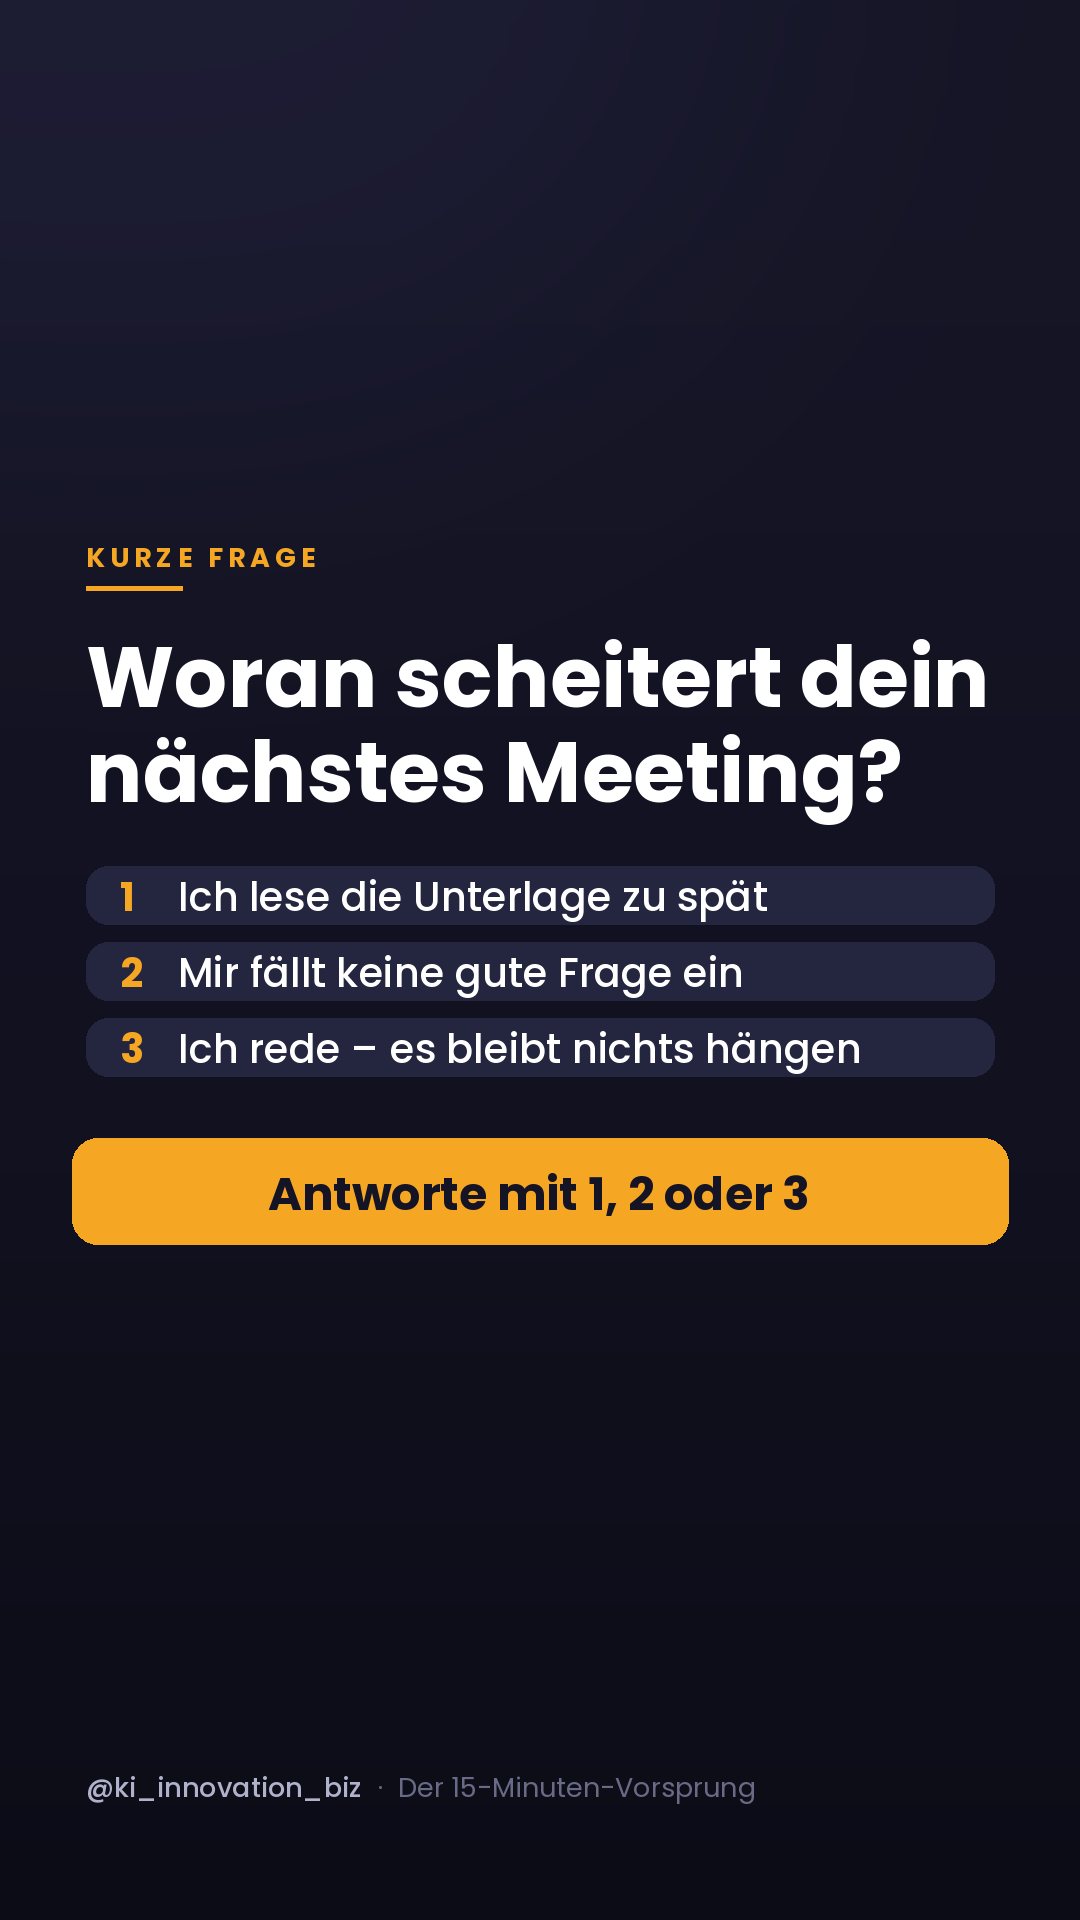 KURZE FRAGE
Woran scheitert dein
nächstes Meeting?
1 Ich lese die Unterlage zu spät
2 Mir fällt keine gute Frage ein
3 Ich rede – es bleibt nichts hängen
Antworte mit 1, 2 oder 3
@ki_innovation_biz · Der 15-Minuten-Vorsprung